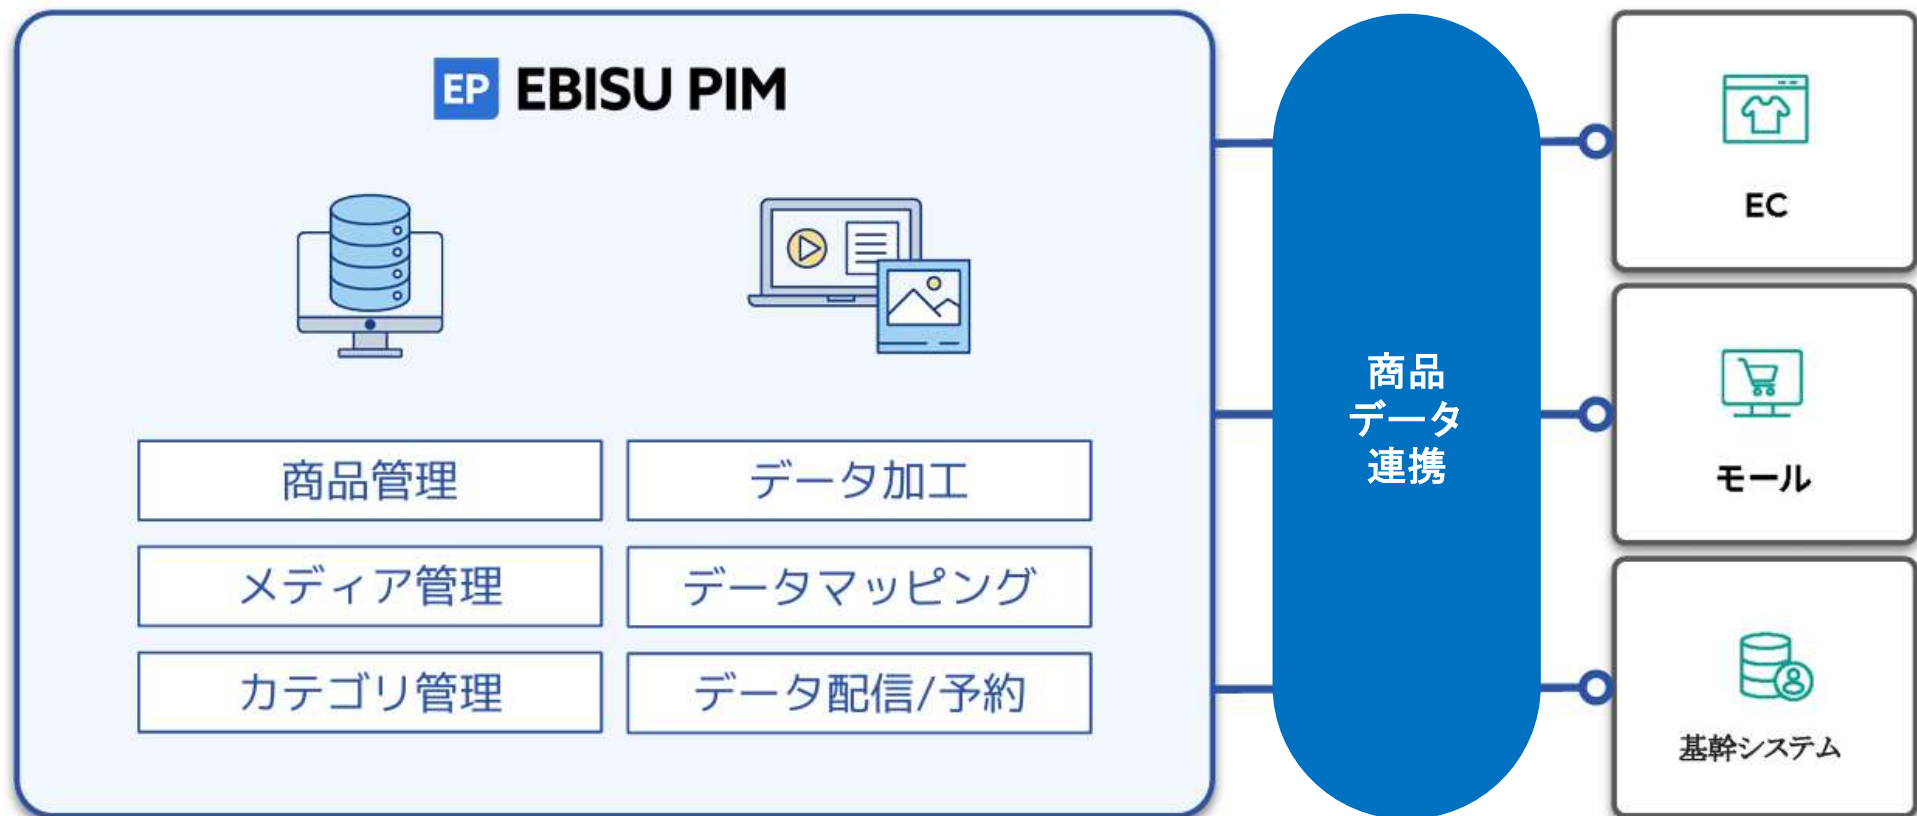 EP EBISU PIM
商品管理
データ加工
メディア管理
データマッピング
カテゴリ管理
データ配信/予約
商品
データ
連携
EC
モール
基幹システム